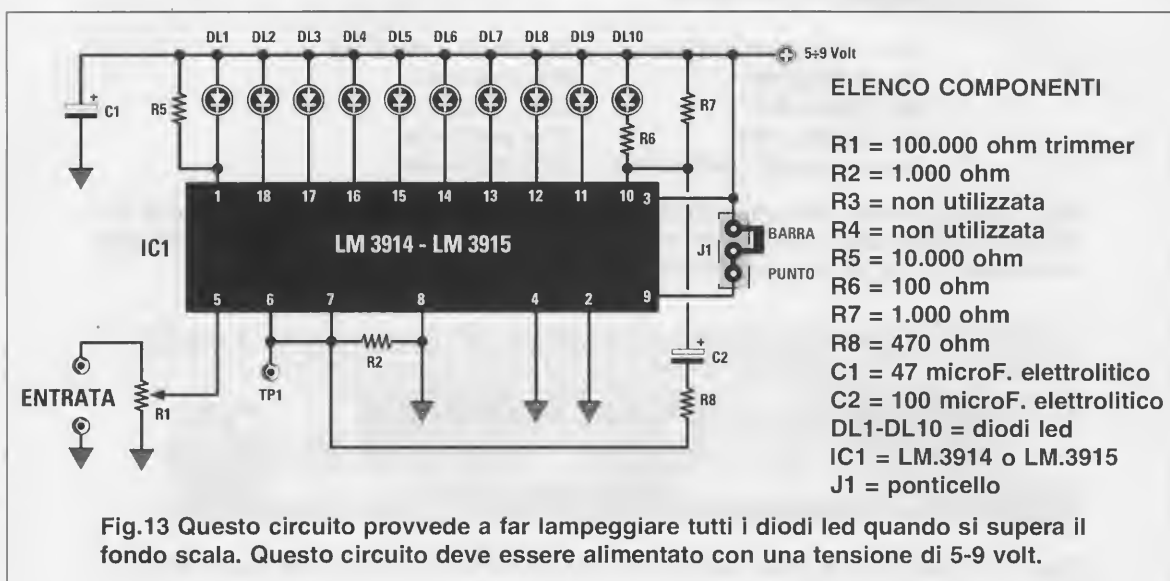 DL1 DL2 DL3 DL4 DL5 DL6 DL7 DL8 DL9 DL10
5÷9 Volt
C1
+
R5
R6
R7
1 18 17 16 15 14 13 12 11 10 3
IC1
LM 3914 - LM 3915
J1
BARRA
PUNTO
5 6 7 8 4 2 9
R2
TP1
+
C2
R8
ENTRATA
R1
ELENCO COMPONENTI
R1 = 100.000 ohm trimmer
R2 = 1.000 ohm
R3 = non utilizzata
R4 = non utilizzata
R5 = 10.000 ohm
R6 = 100 ohm
R7 = 1.000 ohm
R8 = 470 ohm
C1 = 47 microF. elettrolitico
C2 = 100 microF. elettrolitico
DL1-DL10 = diodi led
IC1 = LM.3914 o LM.3915
J1 = ponticello
Fig.13 Questo circuito provvede a far lampeggiare tutti i diodi led quando si supera il
fondo scala. Questo circuito deve essere alimentato con una tensione di 5-9 volt.